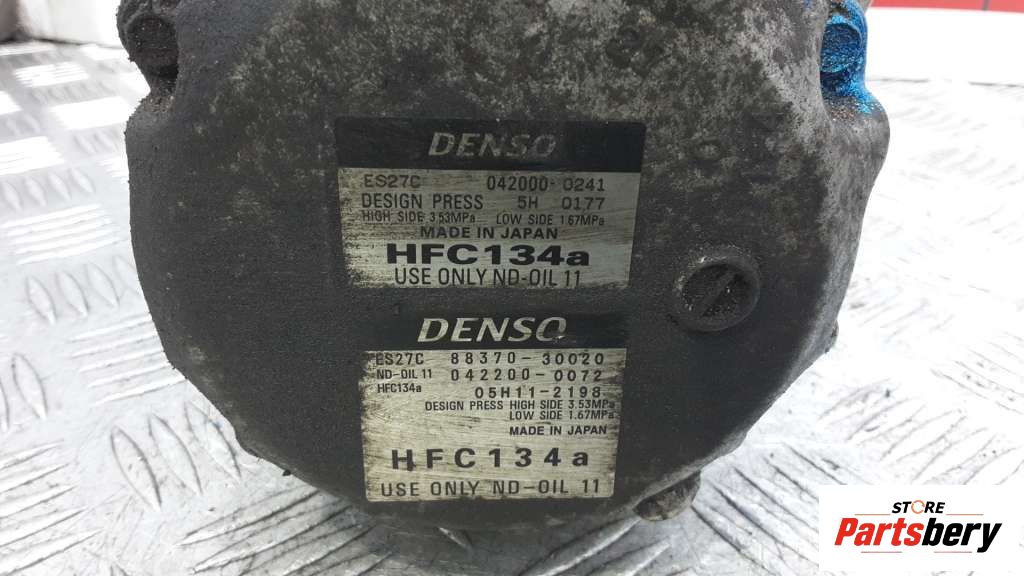 DENSO
ES27C 042000-0241
DESIGN PRESS 5H 0177
HIGH SIDE 3.53MPa LOW SIDE 1.67MPa
MADE IN JAPAN
HFC134a
USE ONLY ND-OIL 11
DENSO
ES27C 88370-30020
ND-OIL 11 042200-0072
HFC134a 05H11-2198
DESIGN PRESS HIGH SIDE 3.53MPa
LOW SIDE 1.67MPa
MADE IN JAPAN
HFC134a
USE ONLY ND-OIL 11
STORE
Partsbery